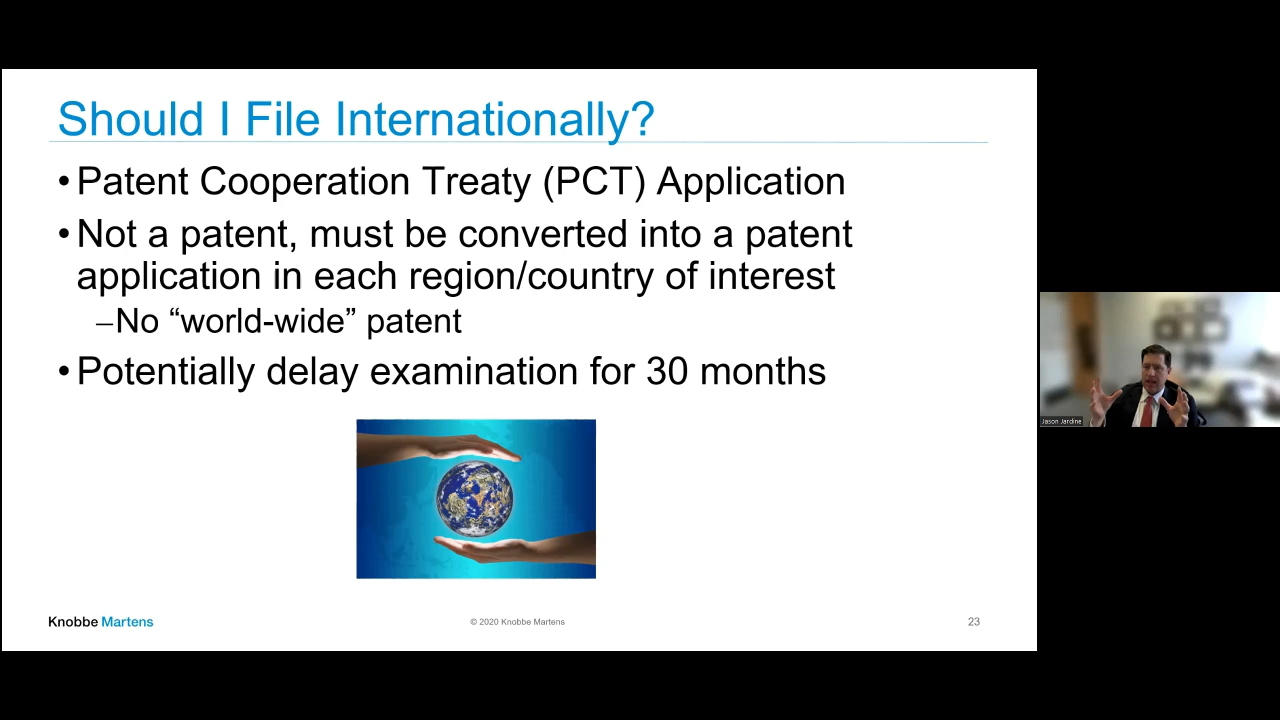 Should I File Internationally?
•Patent Cooperation Treaty (PCT) Application
•Not a patent, must be converted into a patent
application in each region/country of interest
–No “world-wide” patent
•Potentially delay examination for 30 months
Jason Jardine
Knobbe Martens
© 2020 Knobbe Martens
23